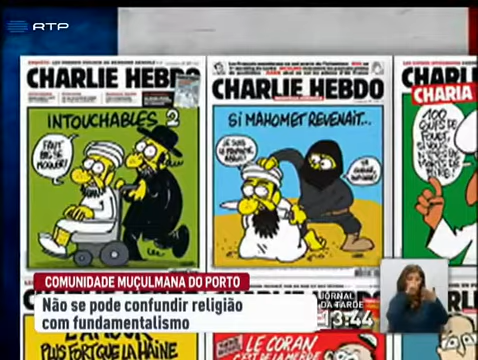 RTP
CHARLIE HEBDO
INTOUCHABLES 2
FAUT
PAS SE
MOQUER!
CHARLIE HEBDO
SI MAHOMET REVENAIT...
JE SUIS
LE PROPHÈTE,
ABRUTI!
TA
GUEULE,
INFIDÈLE!
CHARIA
100
COUPS DE
FOUET, SI
VOUS
N'ÊTES PAS
MORTS DE
RIRE!
COMUNIDADE MUÇULMANA DO PORTO
Não se pode confundir religião
com fundamentalismo
JORNAL
DA TARDE
13:44
L'AMOUR
PLUS FORT QUE LA HAINE
LE CORAN
C'EST DE LA MERDE